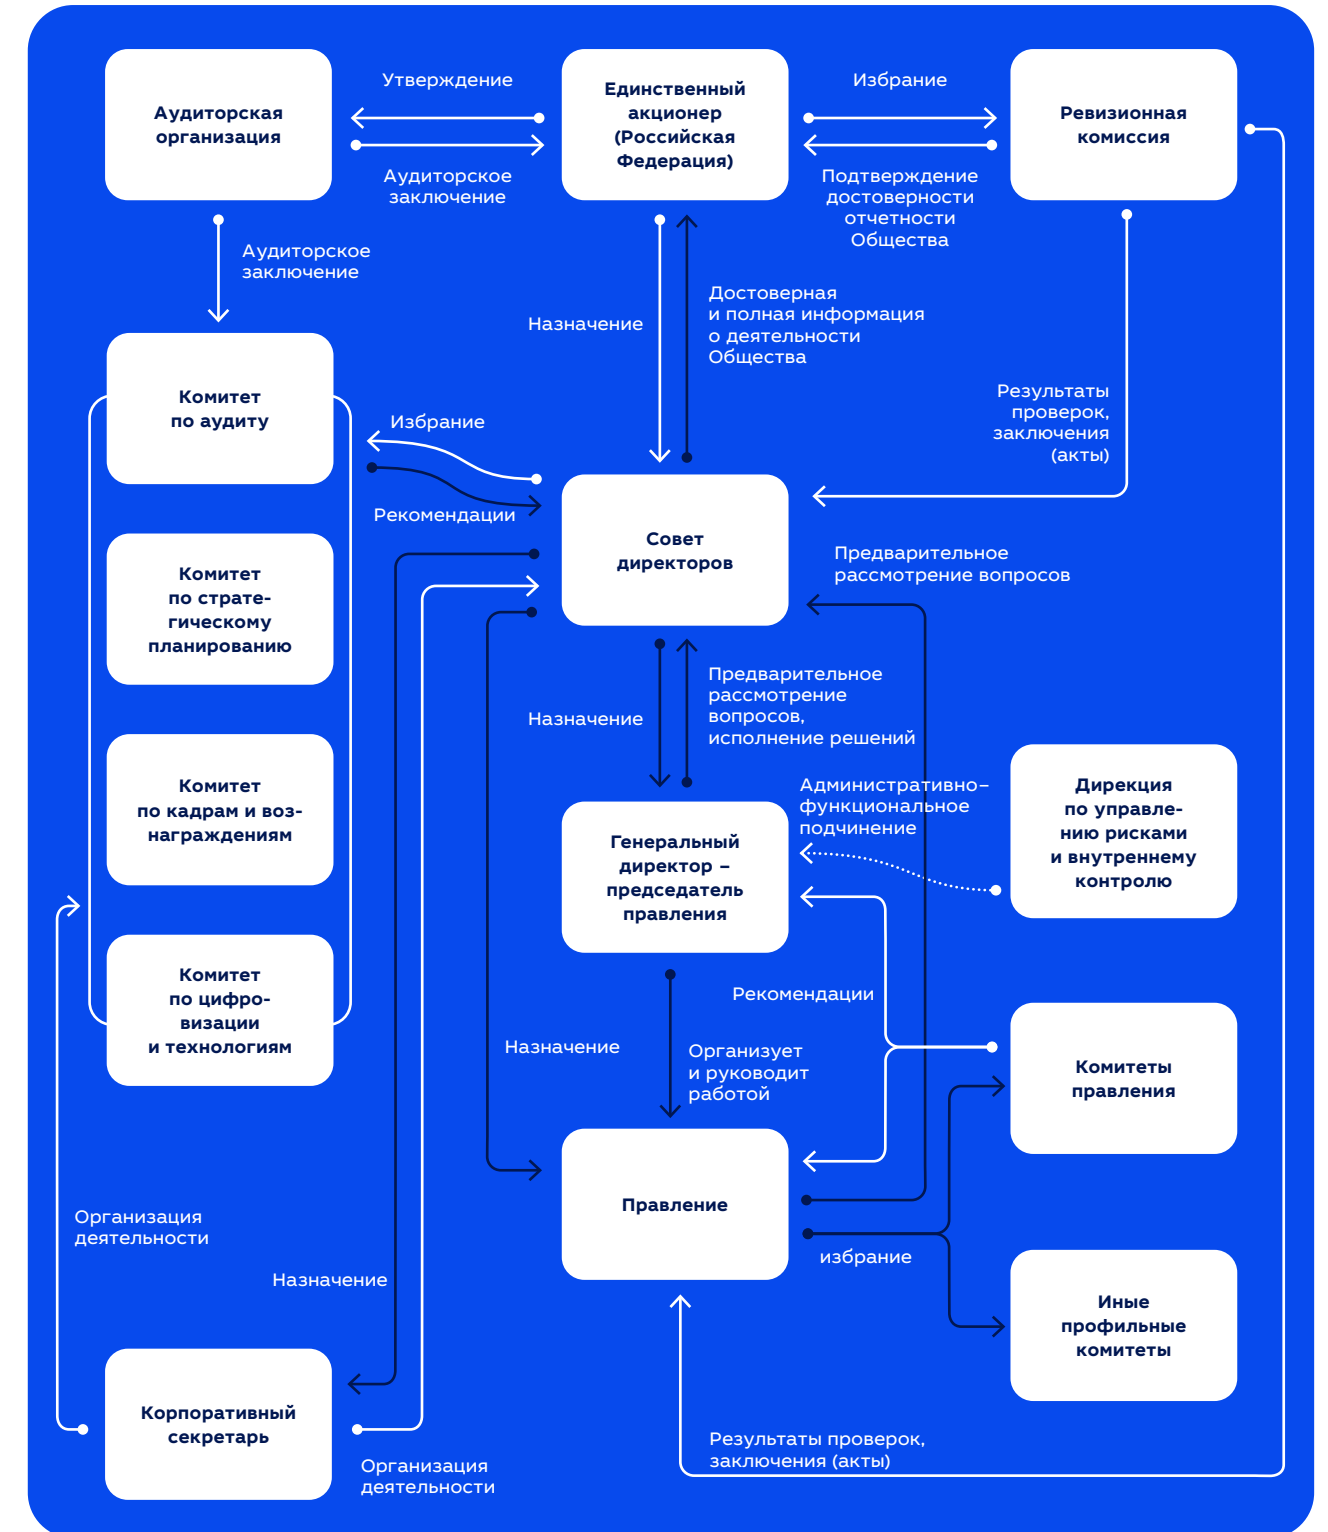 Аудиторская
организация
Утверждение
Аудиторское
заключение
Единственный
акционер
(Российская
Федерация)
Избрание
Подтверждение
достоверности
отчетности
Общества
Ревизионная
комиссия
Аудиторское
заключение
Назначение
Достоверная
и полная информация
о деятельности
Общества
Результаты
проверок,
заключения
(акты)
Комитет
по аудиту
Избрание
Рекомендации
Совет
директоров
Комитет
по страте-
гическому
планированию
Предварительное
рассмотрение вопросов
Назначение
Предварительное
рассмотрение
вопросов,
исполнение решений
Комитет
по кадрам и воз-
награждениям
Административно–
функциональное
подчинение
Генеральный
директор –
председатель
правления
Дирекция
по управле-
нию рисками
и внутреннему
контролю
Комитет
по цифро-
визации
и технологиям
Рекомендации
Назначение
Организует
и руководит
работой
Комитеты
правления
Правление
избрание
Организация
деятельности
Назначение
Иные
профильные
комитеты
Корпоративный
секретарь
Организация
деятельности
Результаты проверок,
заключения (акты)